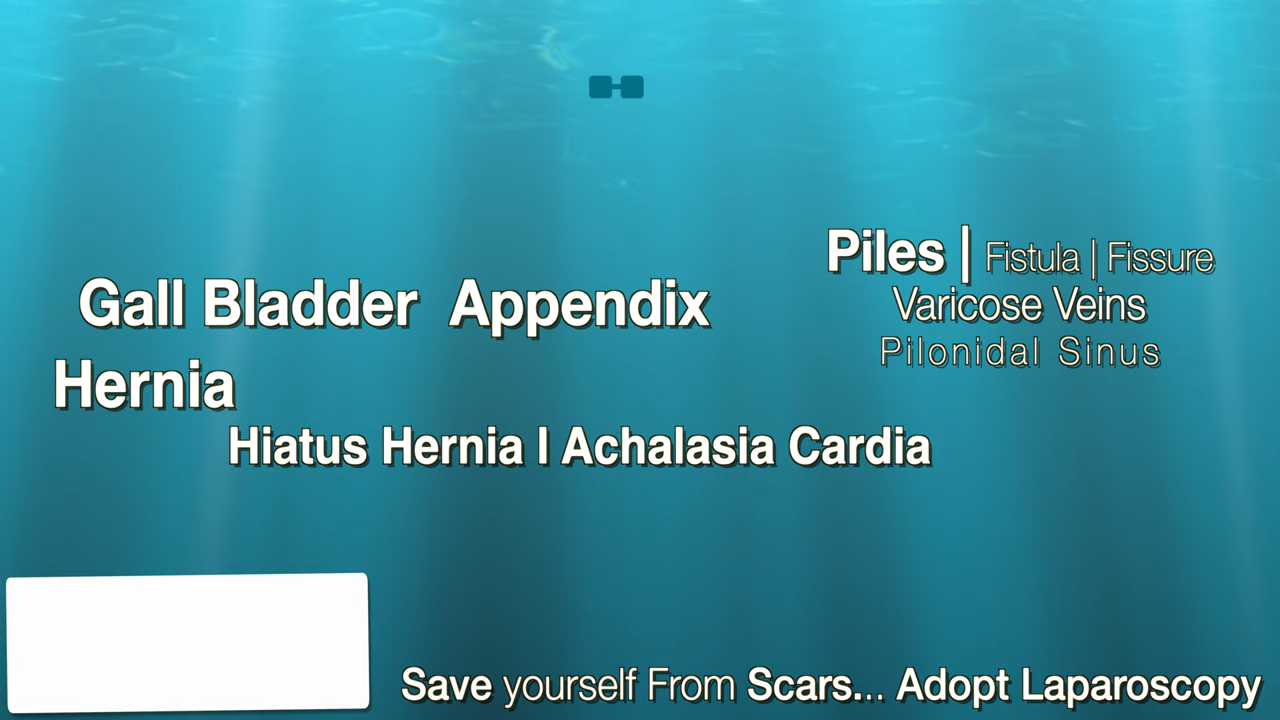 Gall Bladder Appendix
Hernia
Hiatus Hernia I Achalasia Cardia
Piles | Fistula | Fissure
Varicose Veins
Pilonidal Sinus
Save yourself From Scars... Adopt Laparoscopy